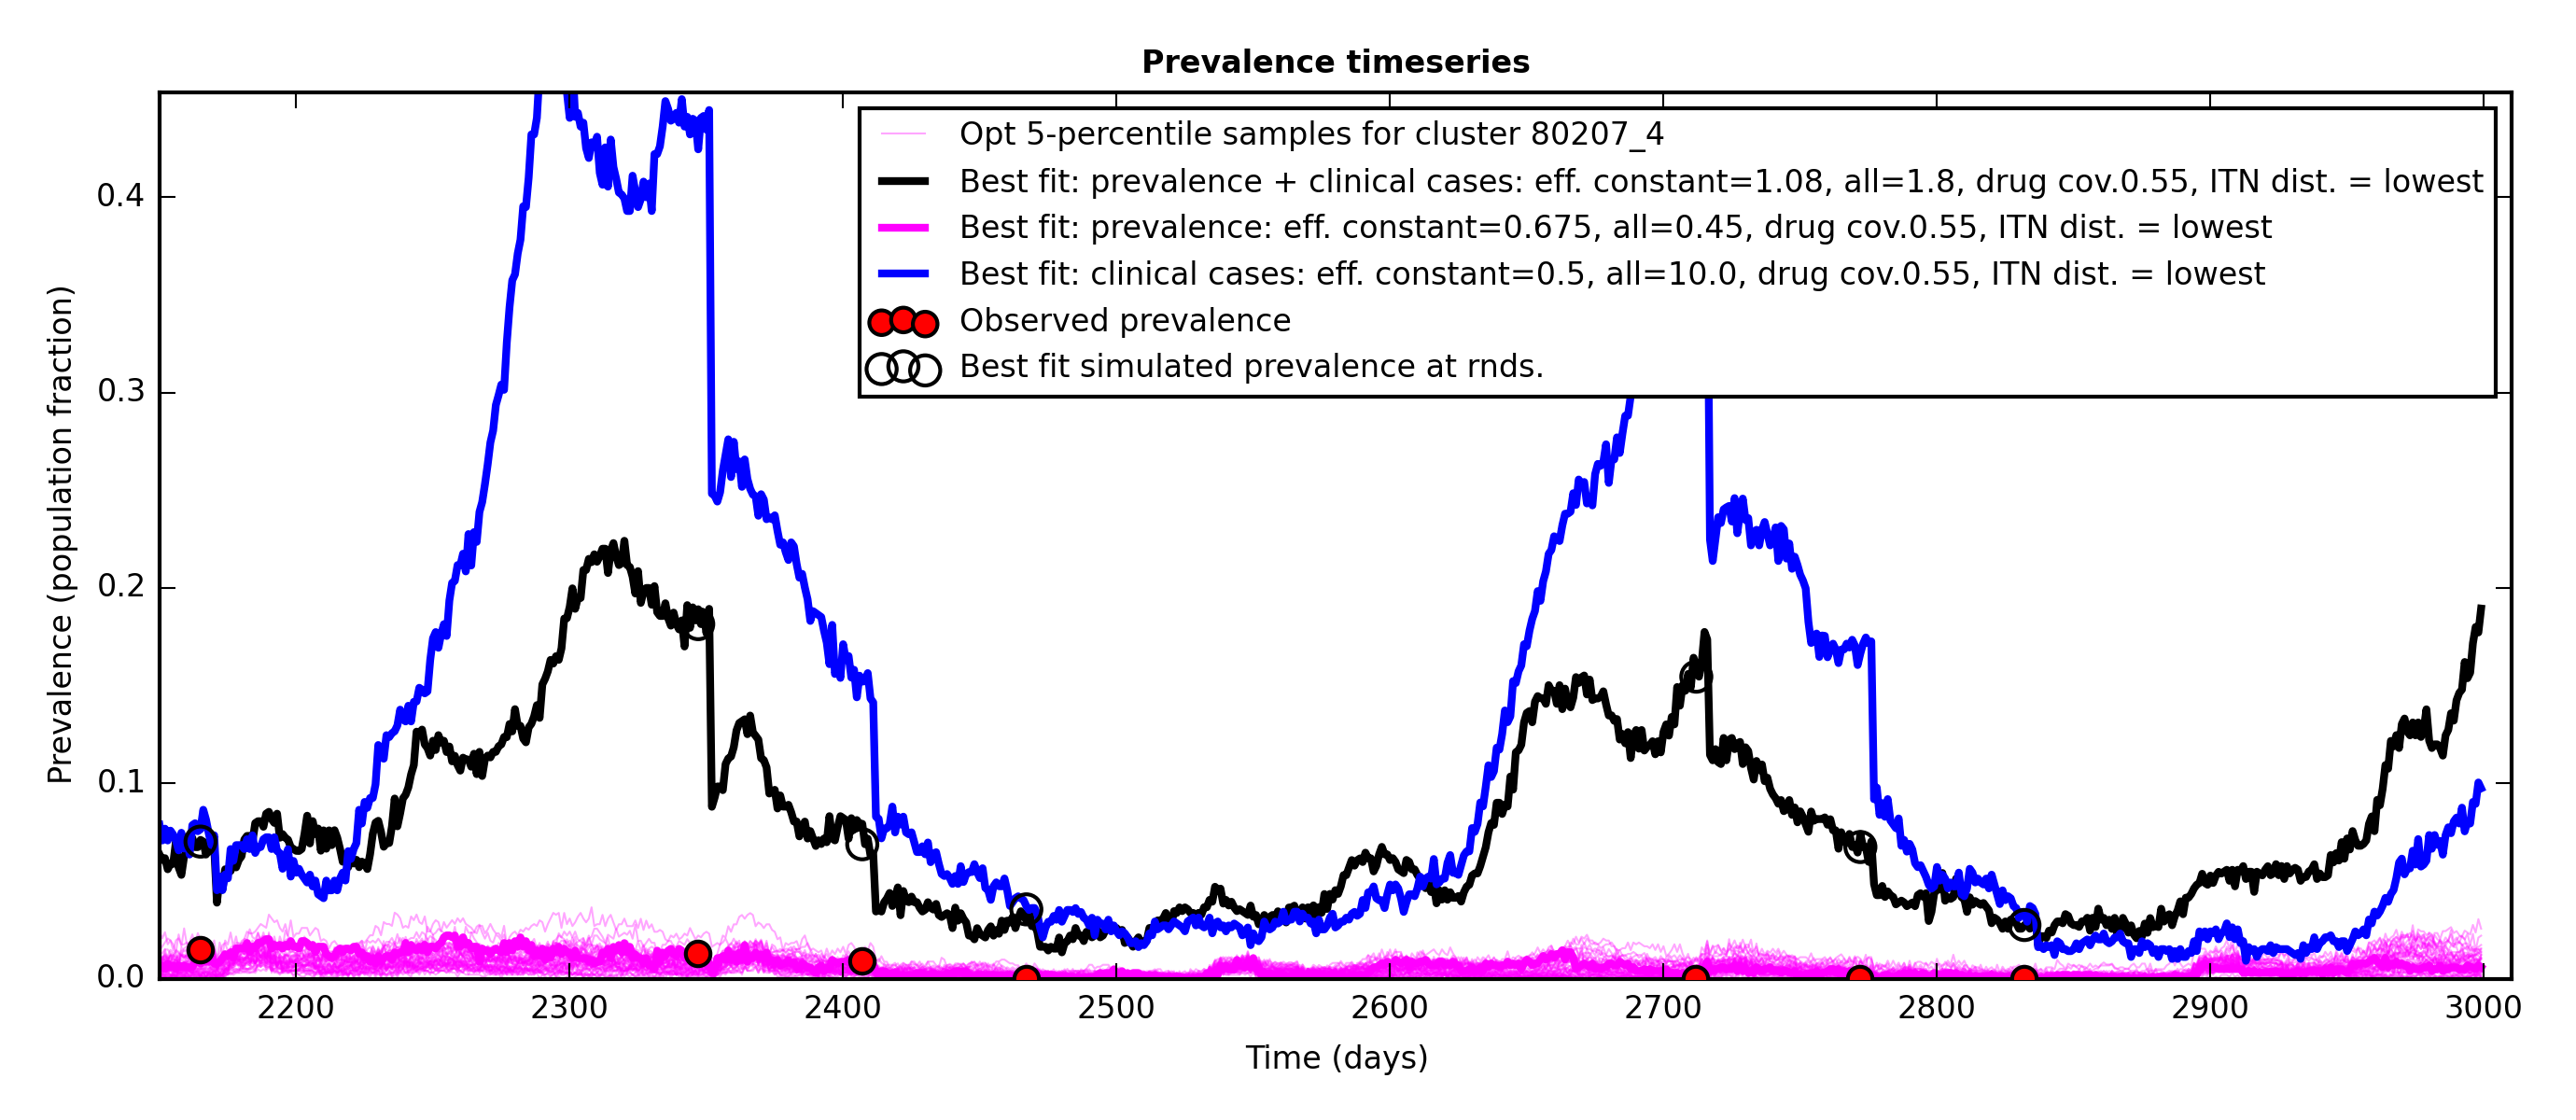 Prevalence timeseries
Opt 5-percentile samples for cluster 80207_4
Best fit: prevalence + clinical cases: eff. constant=1.08, all=1.8, drug cov.0.55, ITN dist. = lowest
Best fit: prevalence: eff. constant=0.675, all=0.45, drug cov.0.55, ITN dist. = lowest
Best fit: clinical cases: eff. constant=0.5, all=10.0, drug cov.0.55, ITN dist. = lowest
Observed prevalence
Best fit simulated prevalence at rnds.
Prevalence (population fraction)
0.4
0.3
0.2
0.1
0.0
2200 2300 2400 2500 2600 2700 2800 2900 3000
Time (days)